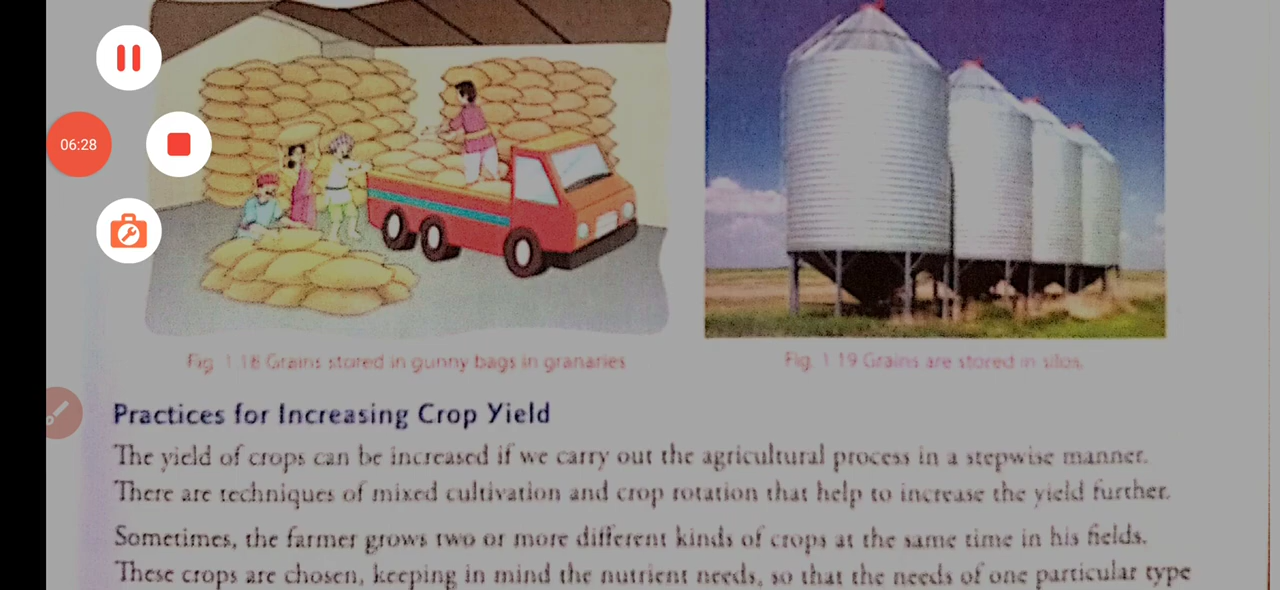 06:28
Fig. 1.18 Grains stored in gunny bags in granaries
Fig. 1.19 Grains are stored in silos.
Practices for Increasing Crop Yield
The yield of crops can be increased if we carry out the agricultural process in a stepwise manner.
There are techniques of mixed cultivation and crop rotation that help to increase the yield further.
Sometimes, the farmer grows two or more different kinds of crops at the same time in his fields.
These crops are chosen, keeping in mind the nutrient needs, so that the needs of one particular type